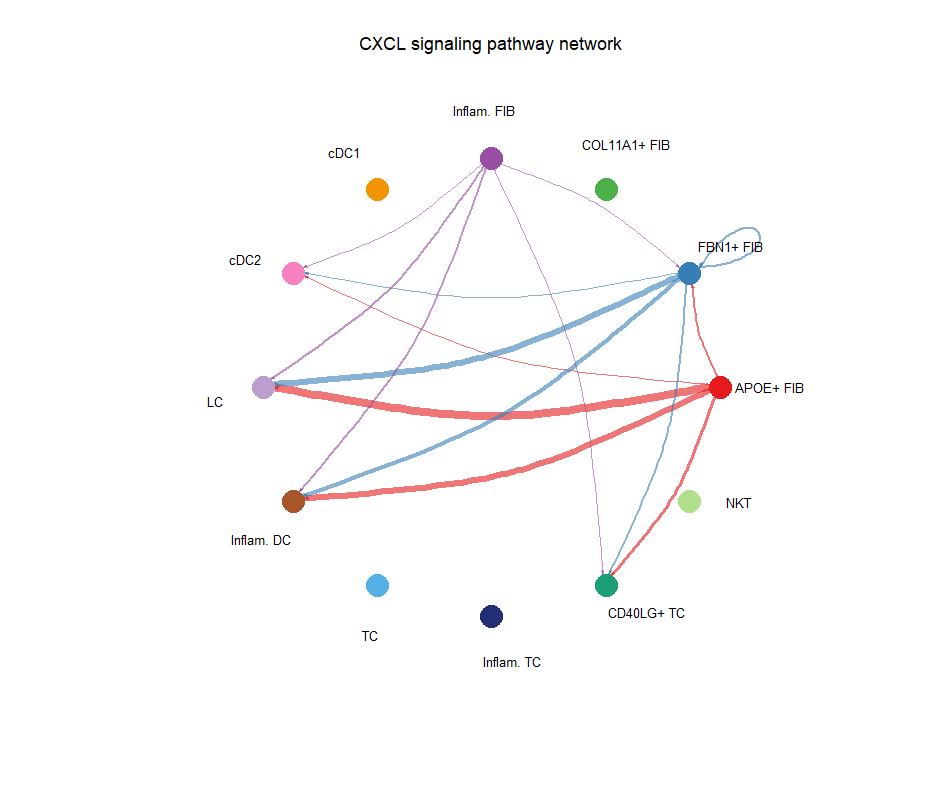 CXCL signaling pathway network
Inflam. FIB
COL11A1+ FIB
cDC1
FBN1+ FIB
cDC2
APOE+ FIB
LC
NKT
Inflam. DC
CD40LG+ TC
TC
Inflam. TC